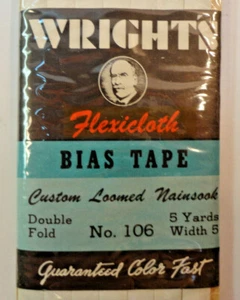 WRIGHTS
Flexicloth
BIAS TAPE
Custom Loomed Nainsook
Double 5 Yards
Fold No. 106 Width 5
Guaranteed Color Fast